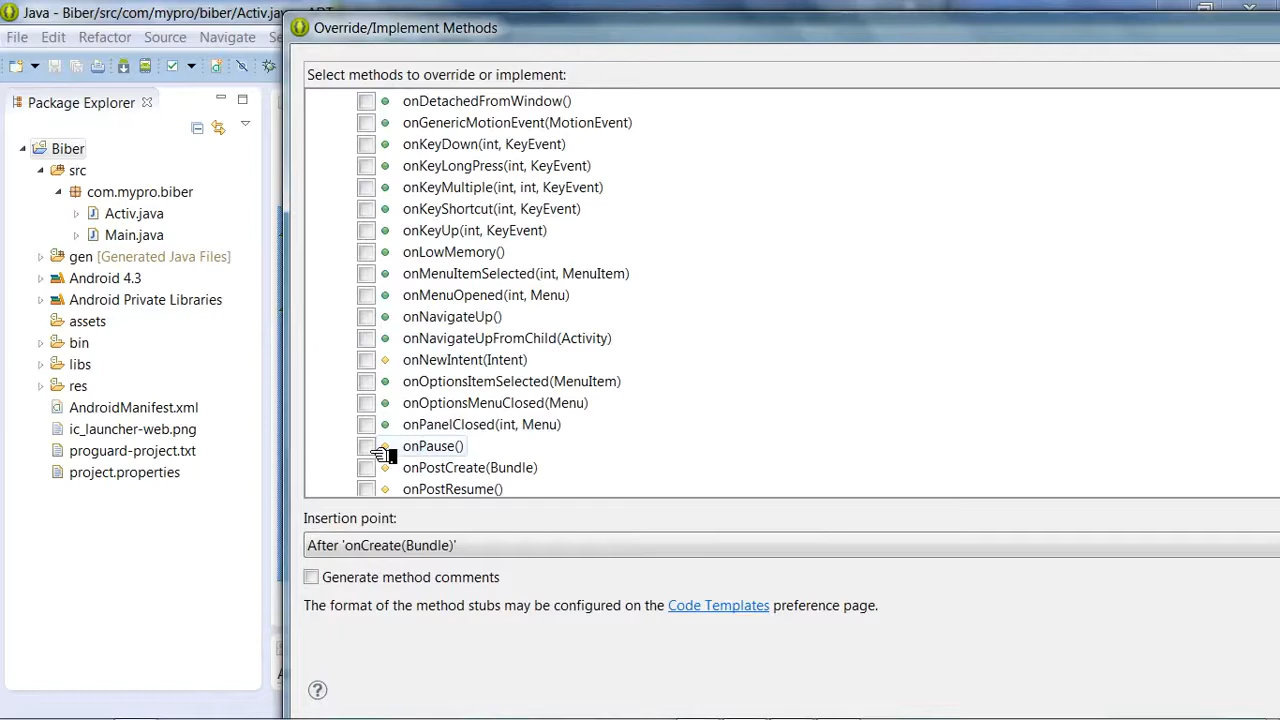 Java - Biber/src/com/mypro/biber/Activ.ja
File Edit Refactor Source Navigate
Package Explorer
Biber
src
com.mypro.biber
Activ.java
Main.java
gen [Generated Java Files]
Android 4.3
Android Private Libraries
assets
bin
libs
res
AndroidManifest.xml
ic_launcher-web.png
proguard-project.txt
project.properties
Override/Implement Methods
Select methods to override or implement:
onDetachedFromWindow()
onGenericMotionEvent(MotionEvent)
onKeyDown(int, KeyEvent)
onKeyLongPress(int, KeyEvent)
onKeyMultiple(int, int, KeyEvent)
onKeyShortcut(int, KeyEvent)
onKeyUp(int, KeyEvent)
onLowMemory()
onMenuItemSelected(int, MenuItem)
onMenuOpened(int, Menu)
onNavigateUp()
onNavigateUpFromChild(Activity)
onNewIntent(Intent)
onOptionsItemSelected(MenuItem)
onOptionsMenuClosed(Menu)
onPanelClosed(int, Menu)
onPause()
onPostCreate(Bundle)
onPostResume()
Insertion point:
After 'onCreate(Bundle)'
Generate method comments
The format of the method stubs may be configured on the Code Templates preference page.
?